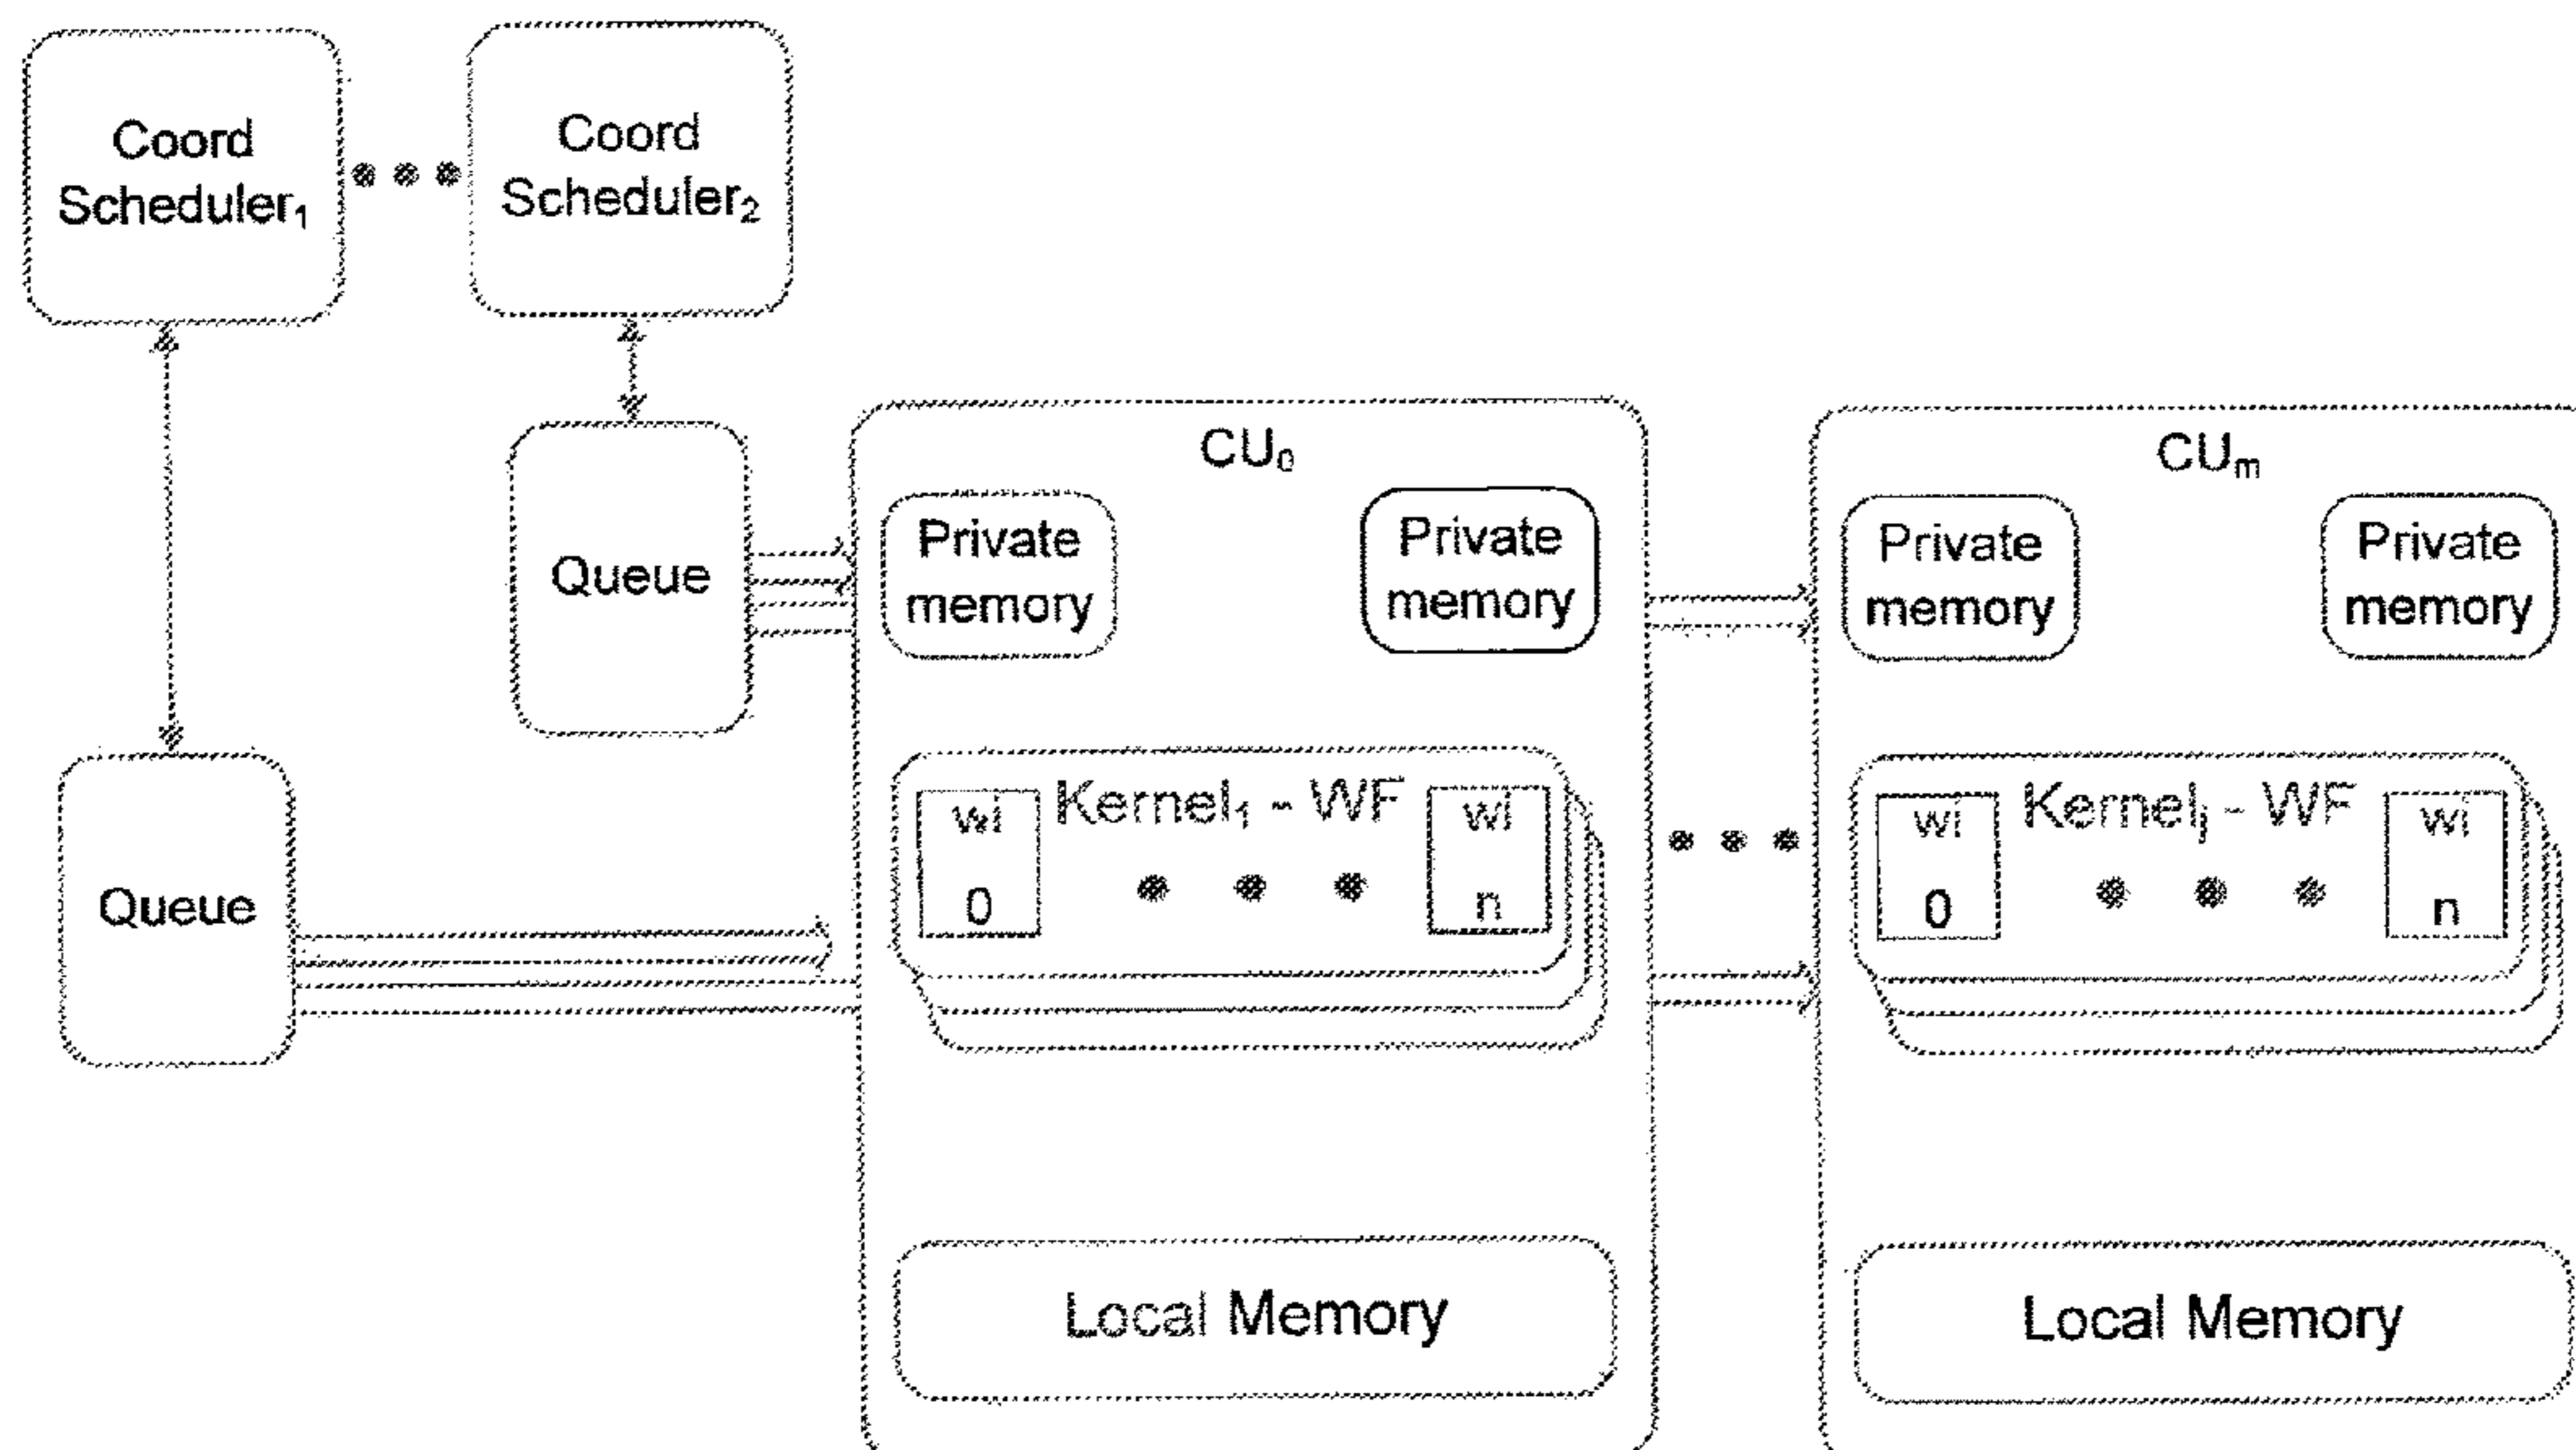 Coord
Scheduler₁
Coord
Scheduler₂
Queue
Queue
CU₀
Private
memory
Private
memory
Kernel₁ - WF
wi
0
wi
n
Local Memory
CUₘ
Private
memory
Private
memory
Kernelⱼ - WF
wi
0
wi
n
Local Memory